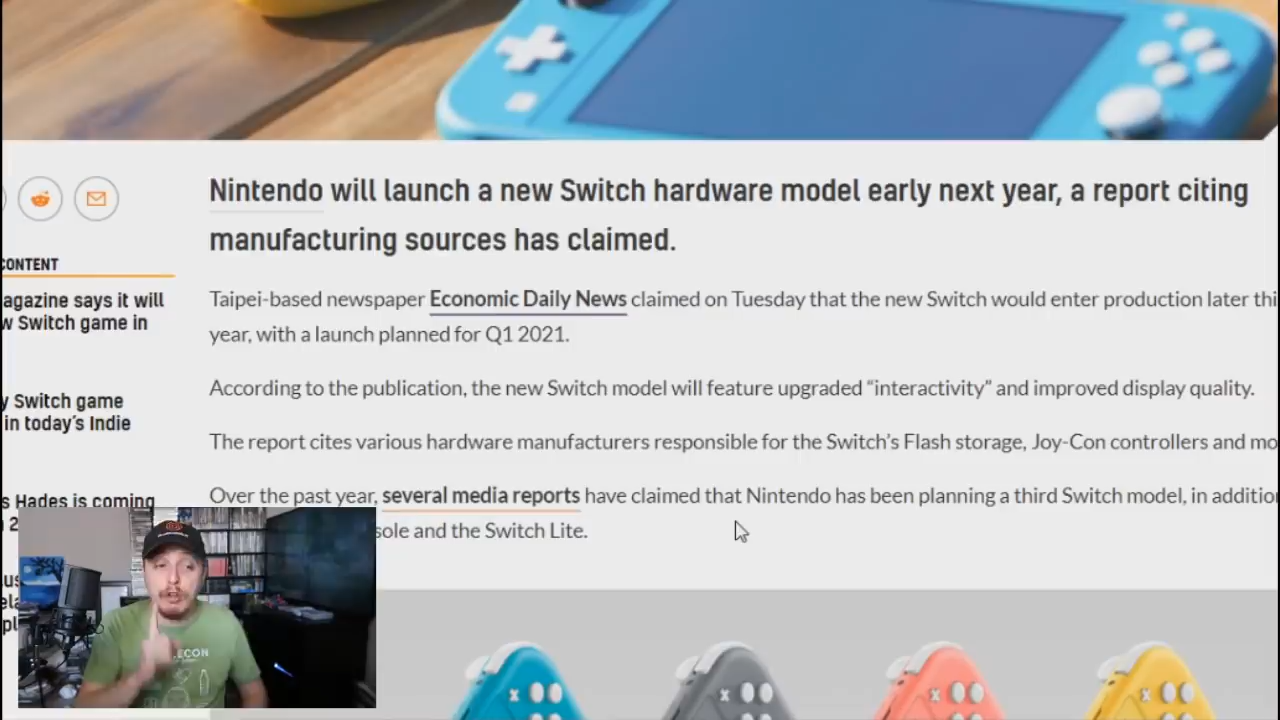 Nintendo will launch a new Switch hardware model early next year, a report citing
manufacturing sources has claimed.
CONTENT
agazine says it will
w Switch game in
y Switch game
in today's Indie
s Hades is coming
Taipei-based newspaper Economic Daily News claimed on Tuesday that the new Switch would enter production later thi
year, with a launch planned for Q1 2021.
According to the publication, the new Switch model will feature upgraded “interactivity” and improved display quality.
The report cites various hardware manufacturers responsible for the Switch's Flash storage, Joy-Con controllers and mo
Over the past year, several media reports have claimed that Nintendo has been planning a third Switch model, in additio
sole and the Switch Lite.